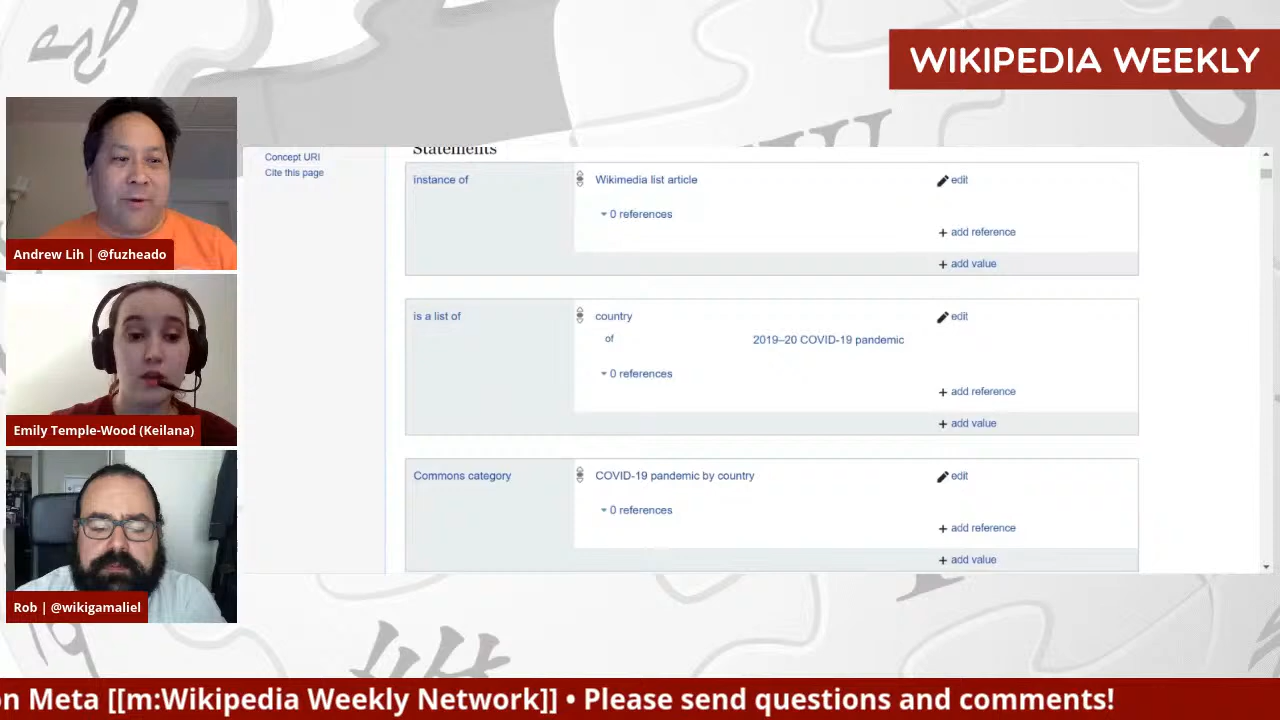 WIKIPEDIA WEEKLY
Andrew Lih | @fuzheado
Emily Temple-Wood (Keilana)
Rob | @wikigamaliel
Concept URI
Cite this page
Statements
instance of
Wikimedia list article
edit
0 references
+ add reference
+ add value
is a list of
country
edit
of
2019–20 COVID-19 pandemic
0 references
+ add reference
+ add value
Commons category
COVID-19 pandemic by country
edit
0 references
+ add reference
+ add value
on Meta [[m:Wikipedia Weekly Network]] • Please send questions and comments!